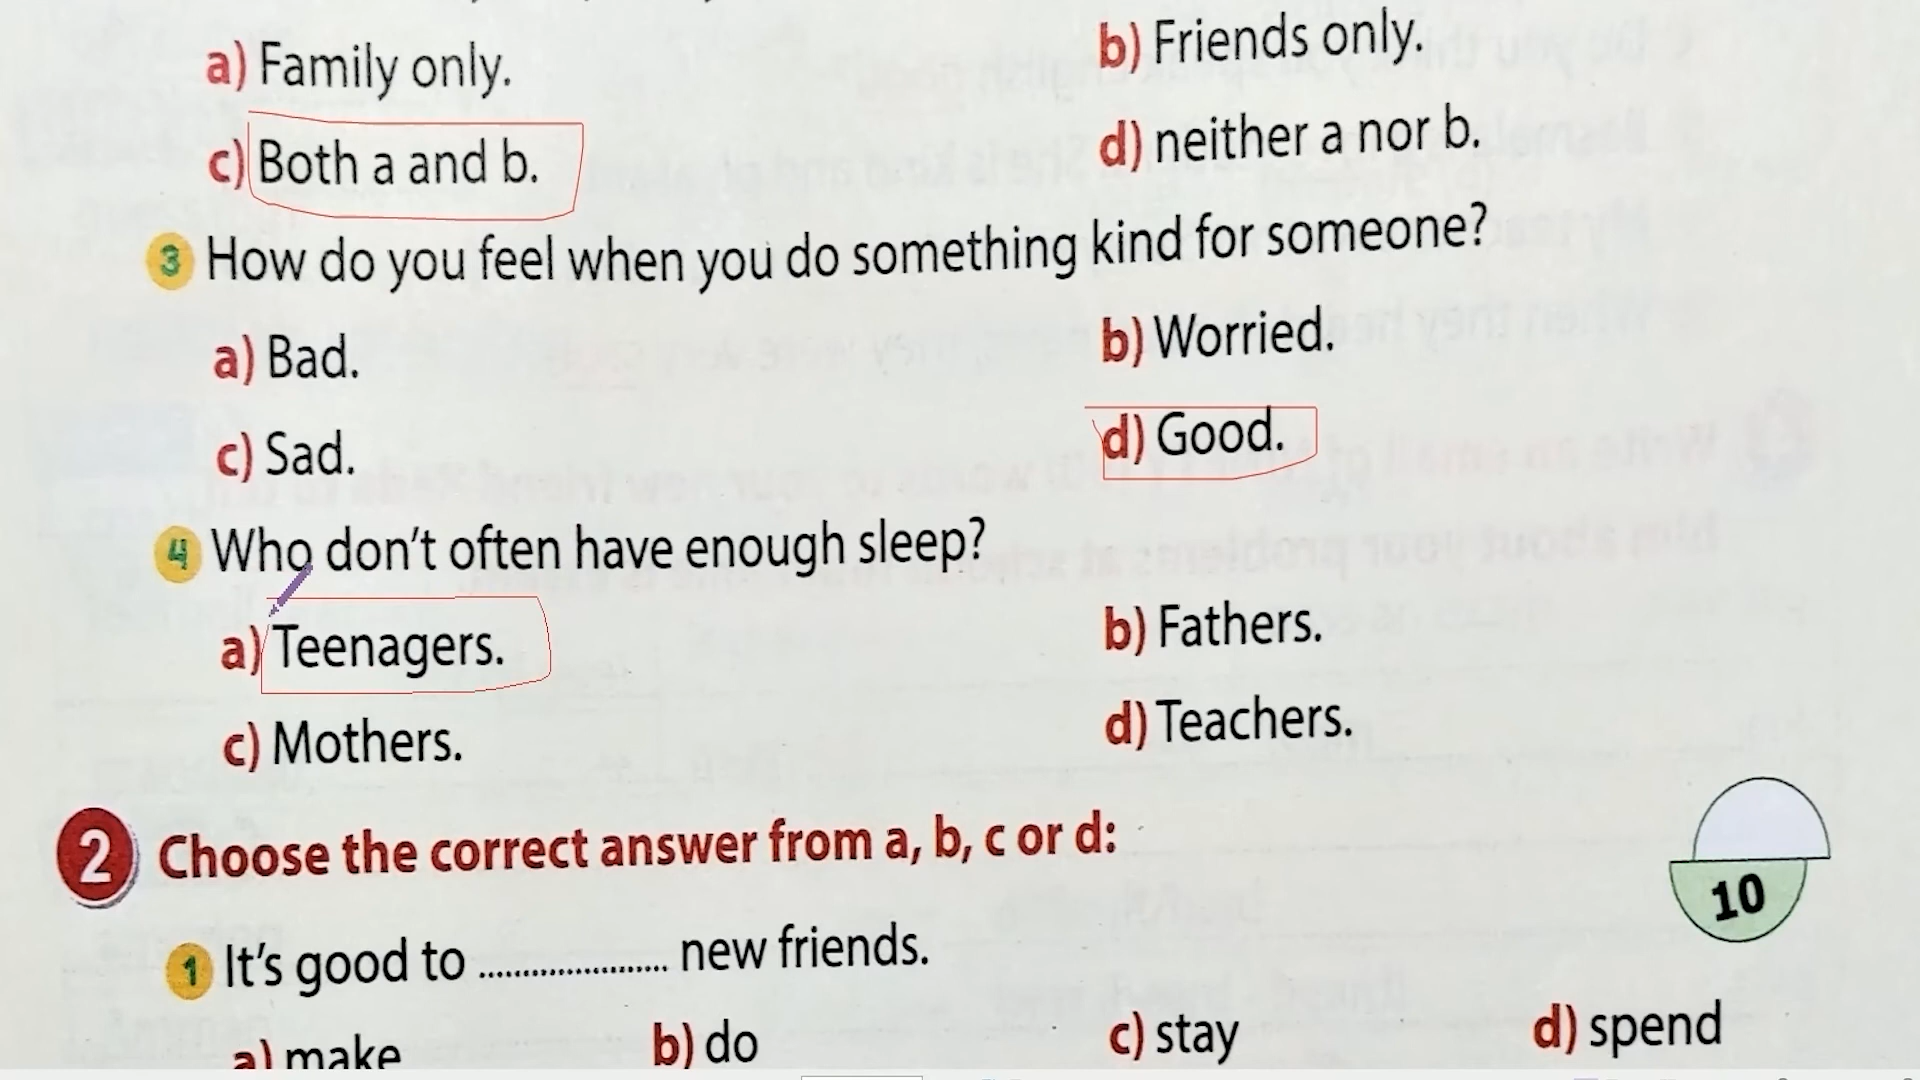 a) Family only.
b) Friends only.
c) Both a and b.
d) neither a nor b.
3 How do you feel when you do something kind for someone?
a) Bad.
b) Worried.
c) Sad.
d) Good.
4 Who don't often have enough sleep?
a) Teenagers.
b) Fathers.
c) Mothers.
d) Teachers.
2 Choose the correct answer from a, b, c or d:
10
1 It's good to ..................... new friends.
a) make
b) do
c) stay
d) spend